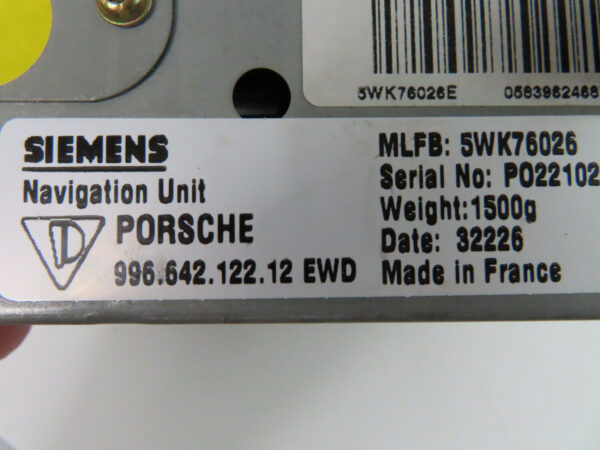 5WK76026E 0583962468
SIEMENS
Navigation Unit
D PORSCHE
996.642.122.12 EWD
MLFB: 5WK76026
Serial No: PO22102
Weight:1500g
Date: 32226
Made in France